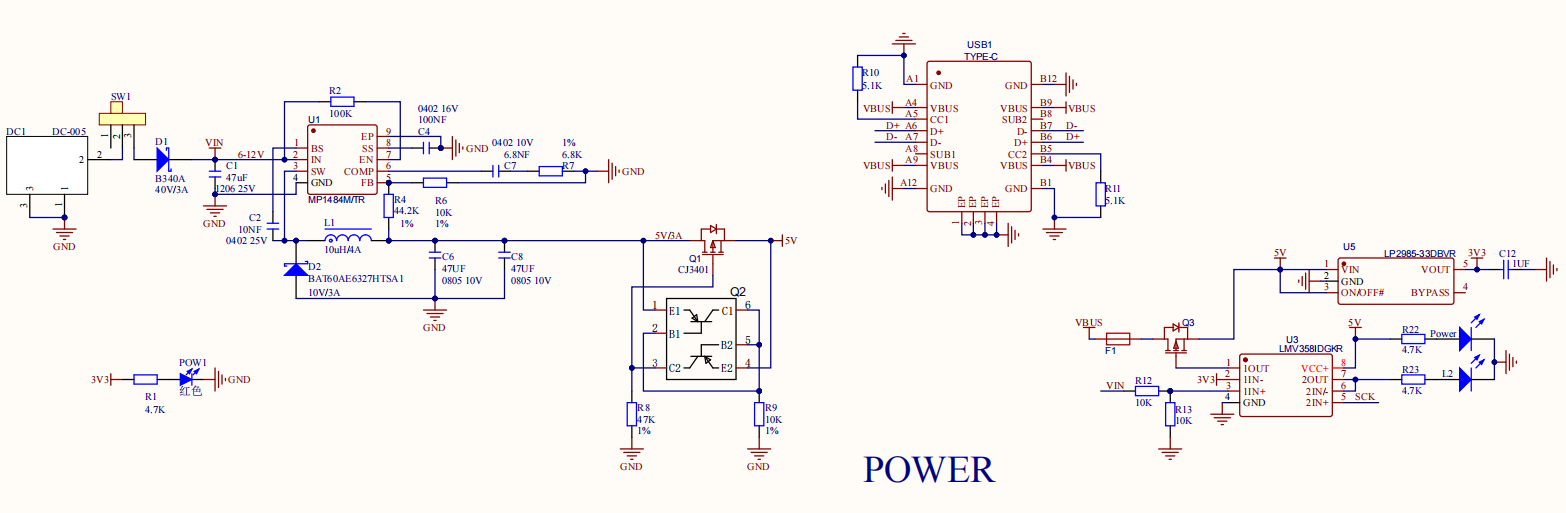 DC1 DC-005
2 2
3 1
3 1
GND
SW1
1 2 3
D1
B340A
40V/3A
VIN
6-12V
C1
47uF
1206 25V
GND
R2
100K
U1
1 BS
2 IN
3 SW
4 GND
EP 9
SS 8
EN 7
COMP 6
FB 5
MP1484M/TR
0402 16V
100NF
C4
GND
0402 10V
6.8NF
C7
1%
6.8K
R7
GND
R4
44.2K
1%
R6
10K
1%
C2
10NF
0402 25V
L1
10uH/4A
D2
BAT60AE6327HTSA1
10V/3A
C6
47UF
0805 10V
C8
47UF
0805 10V
GND
5V/3A
Q1
CJ3401
5V
Q2
1 E1 C1 6
2 B1 B2 5
3 C2 E2 4
R8
47K
1%
GND
R9
10K
1%
GND
3V3
R1
4.7K
POW1
红色
GND
USB1
TYPE-C
R10
5.1K
A1 GND GND B12
VBUS A4 VBUS VBUS B9 VBUS
A5 CC1 SUB2 B8
D+ A6 D+ D- B7 D-
D- A7 D- D+ B6 D+
A8 SUB1 CC2 B5
VBUS A9 VBUS VBUS B4 VBUS
A12 GND GND B1
EP EP EP EP
1 2 3 4
R11
5.1K
POWER
U5
LP2985-33DBVR
5V
1 VIN VOUT 5
2 GND
3 ON/OFF# BYPASS 4
3V3
C12
1UF
VBUS
F1
Q3
U3
LMV358IDGKR
1 1OUT VCC+ 8
3V3 2 1IN- 2OUT 7
3 1IN+ 2IN/- 6
4 GND 2IN+ 5 SCK
VIN
R12
10K
R13
10K
5V
R22
4.7K
Power
R23
4.7K
L2